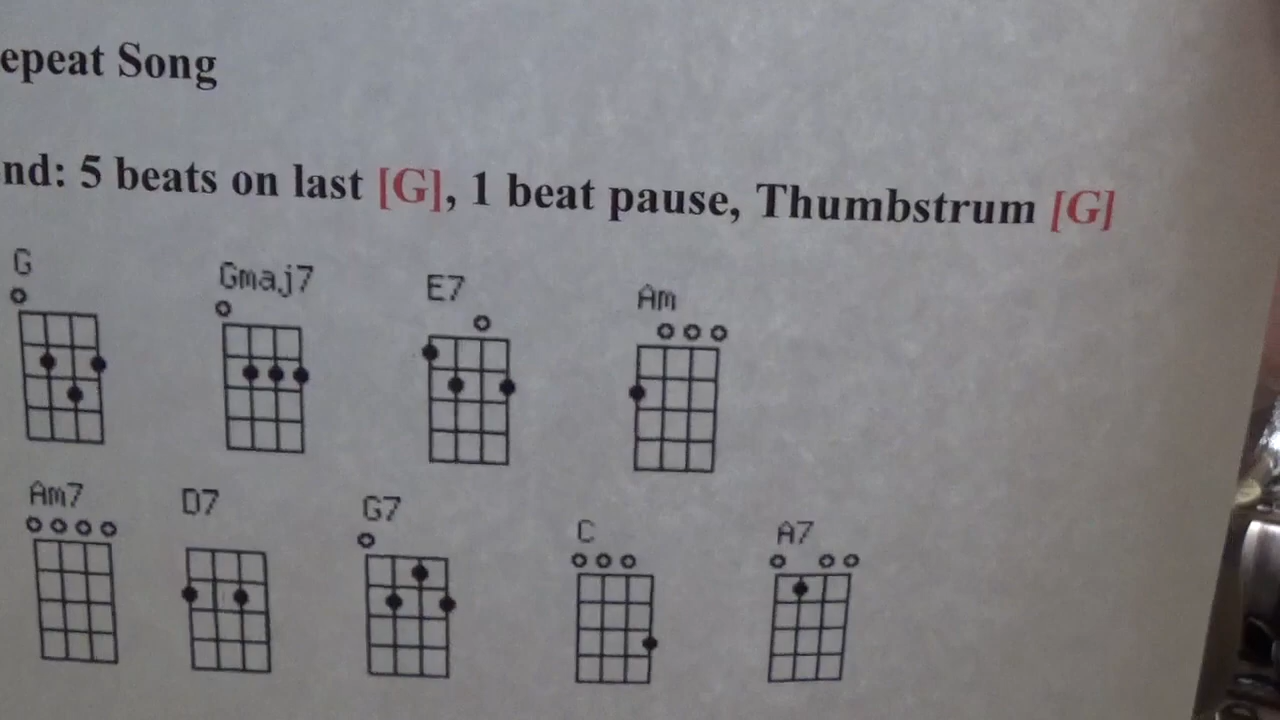 epeat Song
nd: 5 beats on last [G], 1 beat pause, Thumbstrum [G]
G Gmaj7 E7 Am
Am7 D7 G7 C A7